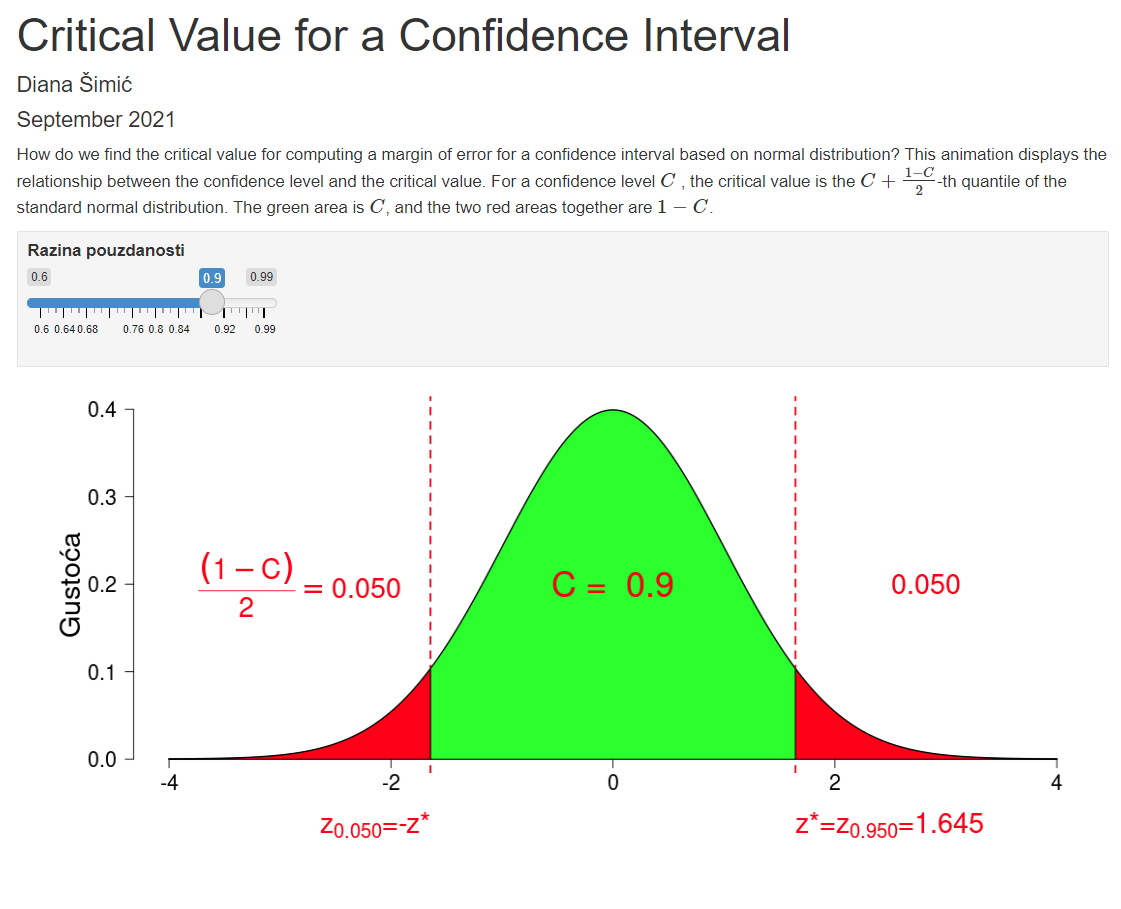 Critical Value for a Confidence Interval
Diana Šimić
September 2021
How do we find the critical value for computing a margin of error for a confidence interval based on normal distribution? This animation displays the
relationship between the confidence level and the critical value. For a confidence level C , the critical value is the C + (1−C)/2-th quantile of the
standard normal distribution. The green area is C, and the two red areas together are 1 − C.
Razina pouzdanosti
0.6 0.9 0.99
0.6 0.64 0.68 0.76 0.8 0.84 0.92 0.99
0.4
0.3
0.2
0.1
0.0
Gustoća
(1 − C)/2 = 0.050
C = 0.9
0.050
-4 -2 0 2 4
z0.050=-z*
z*=z0.950=1.645